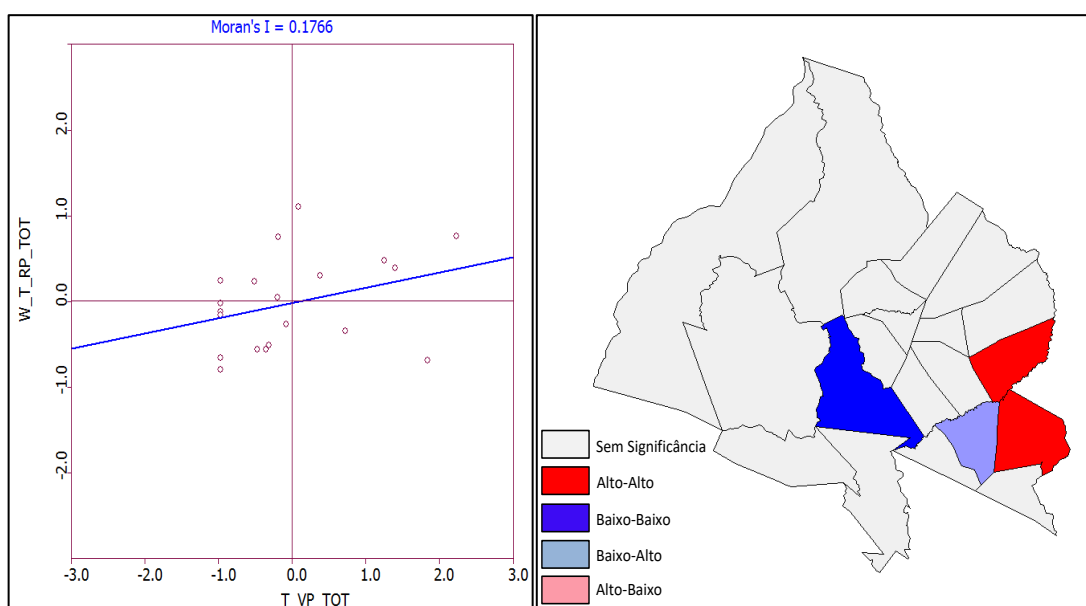 Moran's I = 0.1766
2.0
1.0
0.0
-1.0
-2.0
W_T_RP_TOT
-3.0 -2.0 -1.0 0.0 1.0 2.0 3.0
T_VP_TOT
Sem Significância
Alto-Alto
Baixo-Baixo
Baixo-Alto
Alto-Baixo